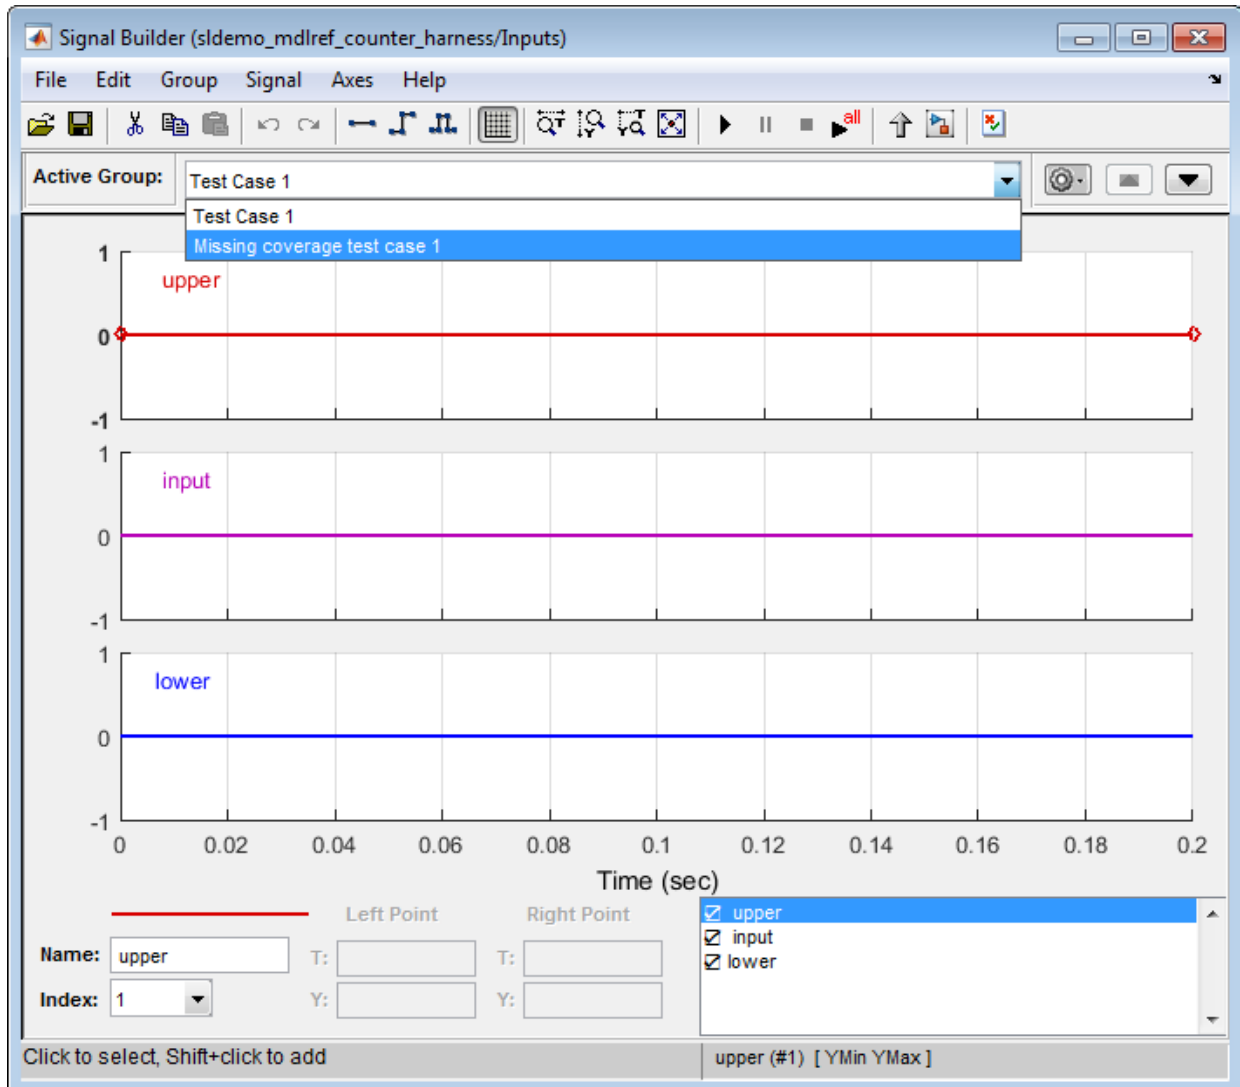 Signal Builder (sldemo_mdlref_counter_harness/Inputs)
File Edit Group Signal Axes Help
all
Active Group: Test Case 1
Test Case 1
Missing coverage test case 1
1
upper
0
-1
1
input
0
-1
1
lower
0
-1
0 0.02 0.04 0.06 0.08 0.1 0.12 0.14 0.16 0.18 0.2
Time (sec)
Left Point Right Point
Name: upper T: T:
Index: 1 Y: Y:
upper
input
lower
Click to select, Shift+click to add
upper (#1) [ YMin YMax ]